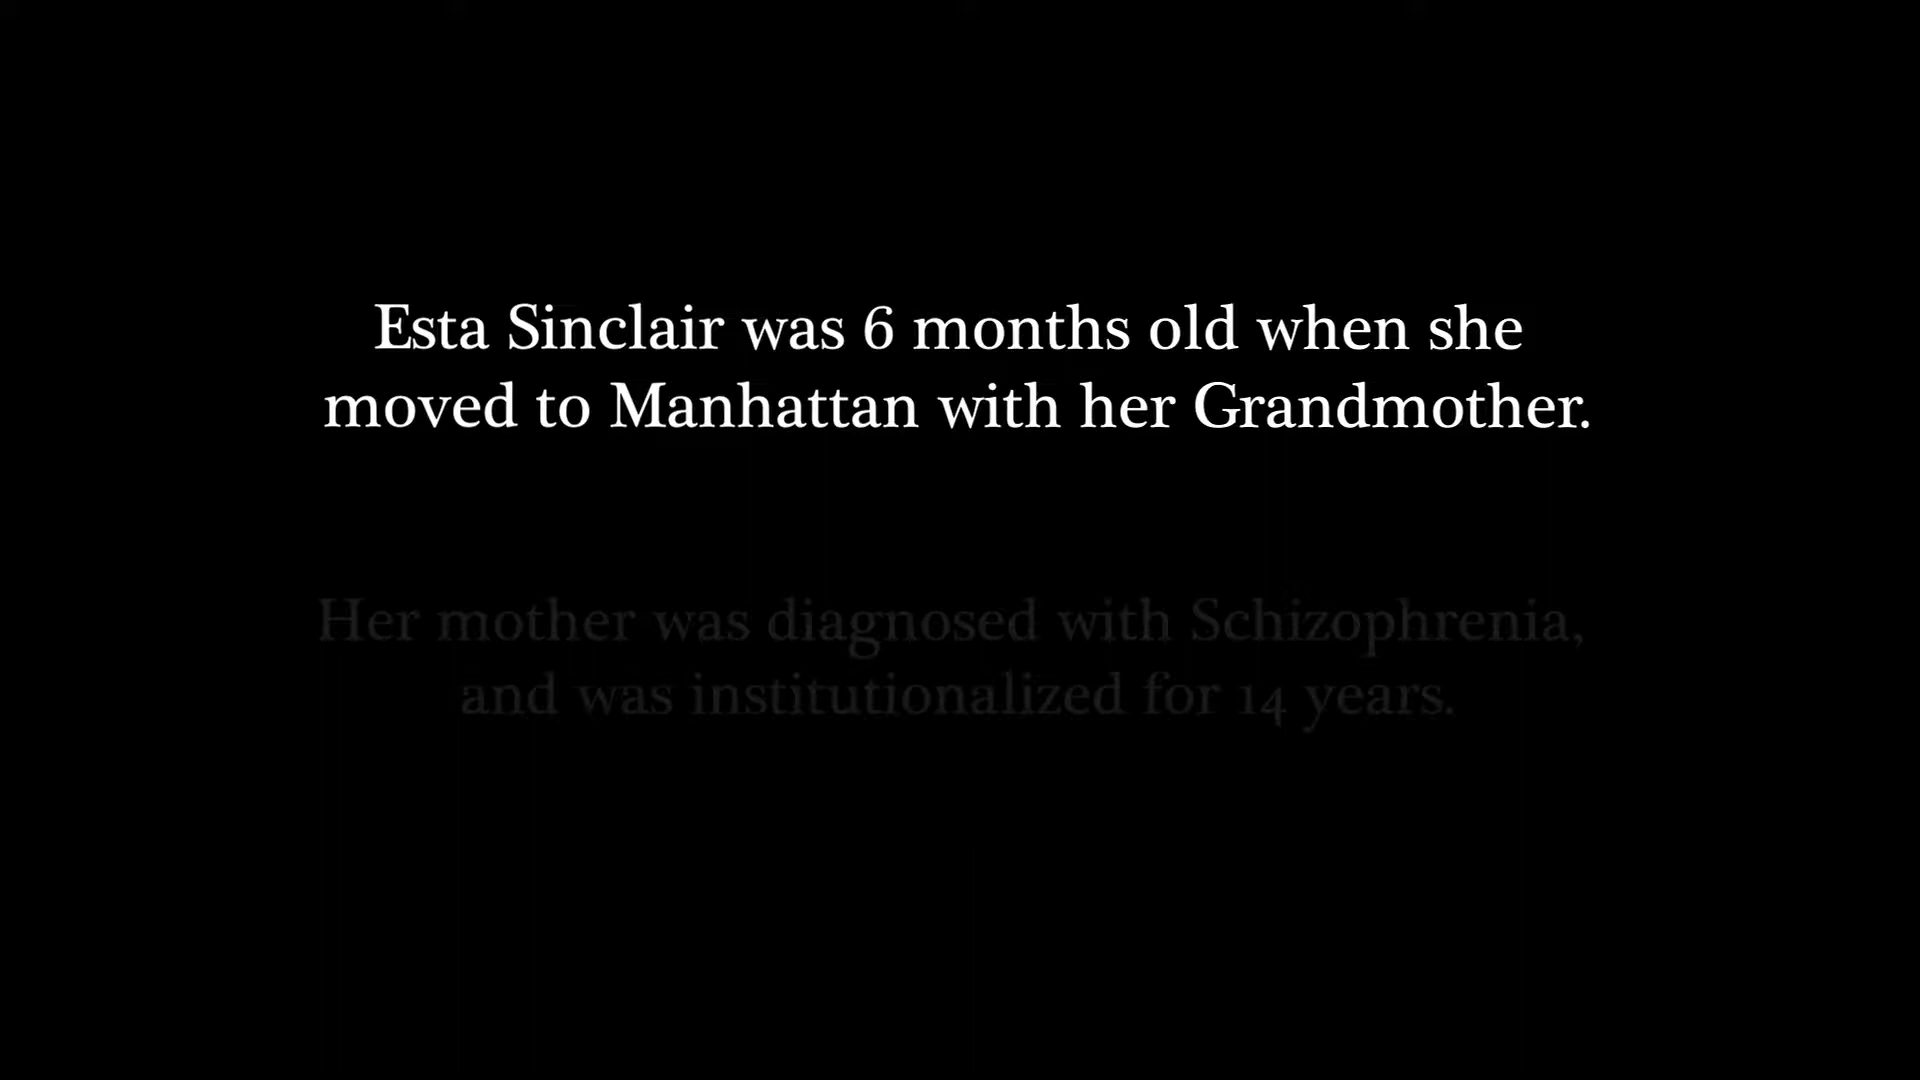 Esta Sinclair was 6 months old when she
moved to Manhattan with her Grandmother.
Her mother was diagnosed with Schizophrenia,
and was institutionalized for 14 years.